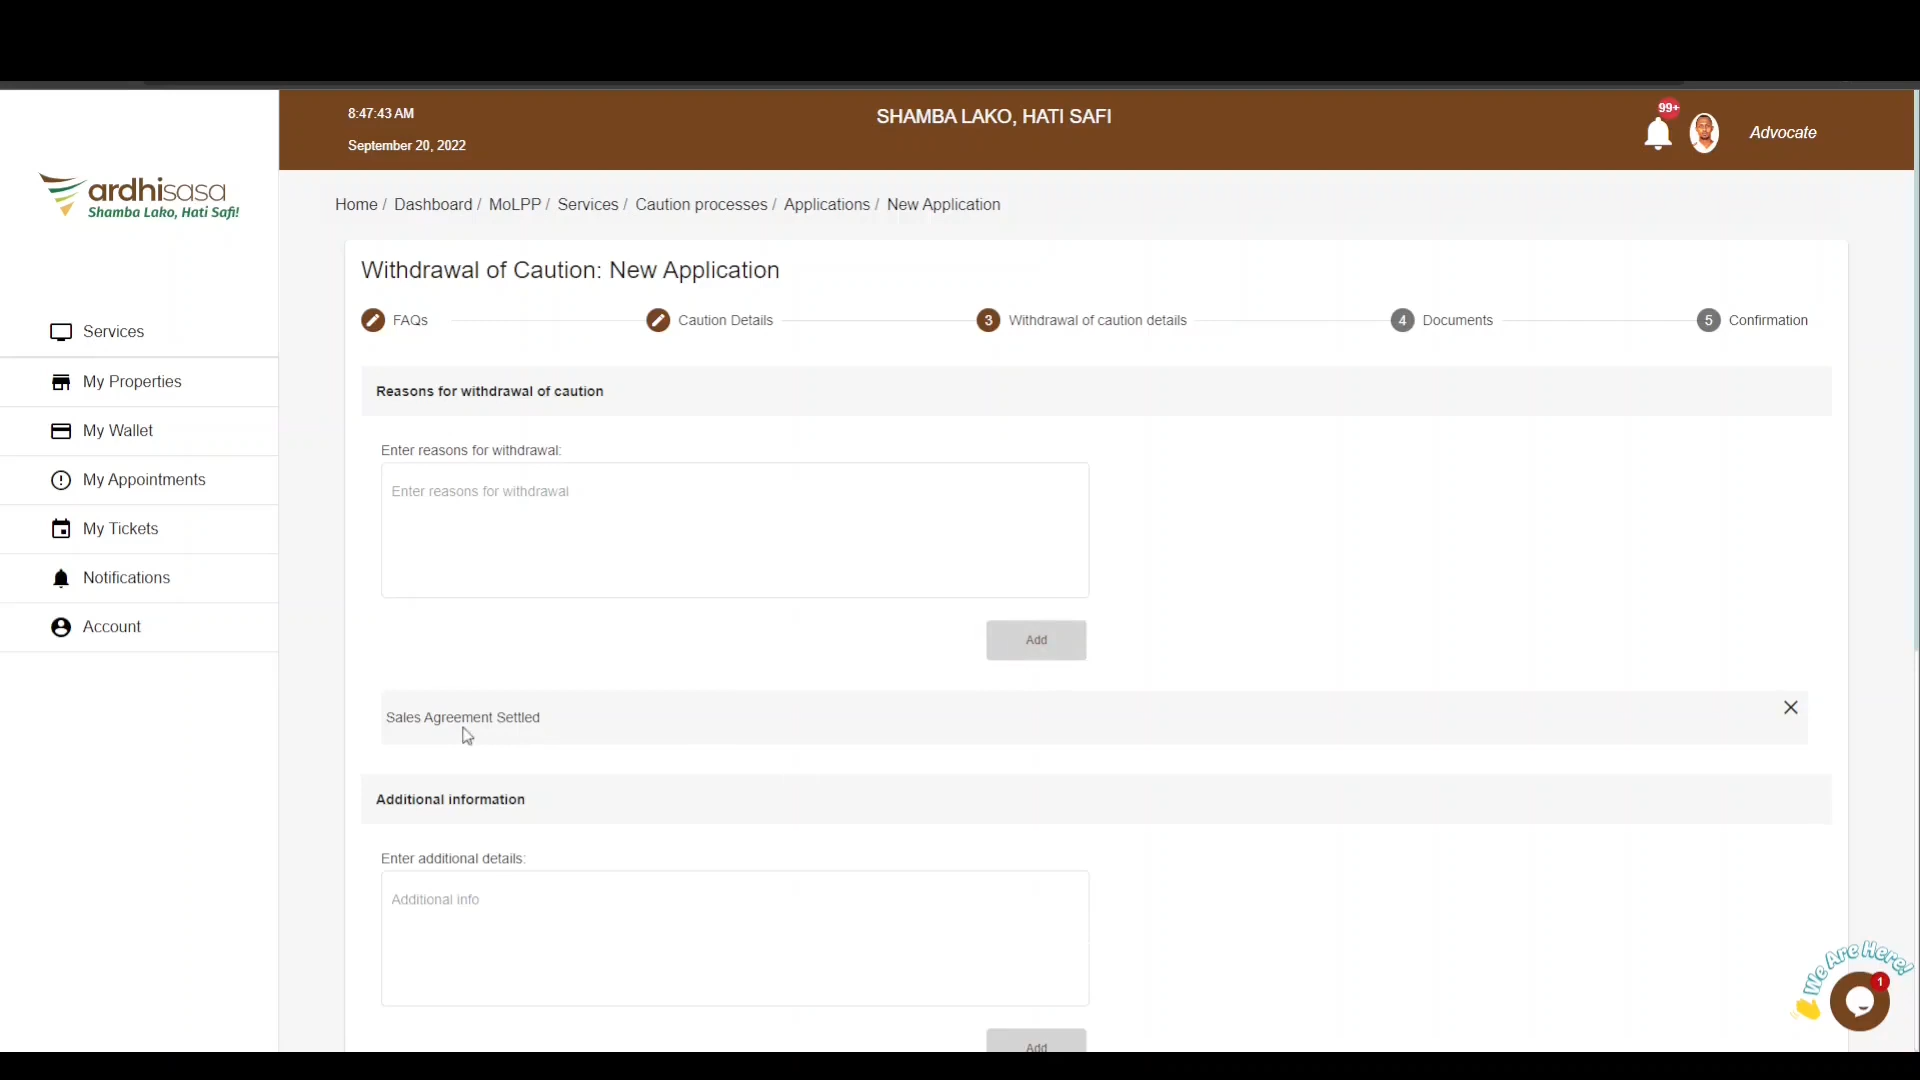 8:47:43 AM
September 20, 2022
SHAMBA LAKO, HATI SAFI
99+
Advocate
ardhisasa
Shamba Lako, Hati Safi!
Services
My Properties
My Wallet
My Appointments
My Tickets
Notifications
Account
Home / Dashboard / MoLPP / Services / Caution processes / Applications / New Application
Withdrawal of Caution: New Application
FAQs
Caution Details
3 Withdrawal of caution details
4 Documents
5 Confirmation
Reasons for withdrawal of caution
Enter reasons for withdrawal:
Enter reasons for withdrawal
Add
Sales Agreement Settled
Additional information
Enter additional details:
Additional info
Add
We Are Here!
1